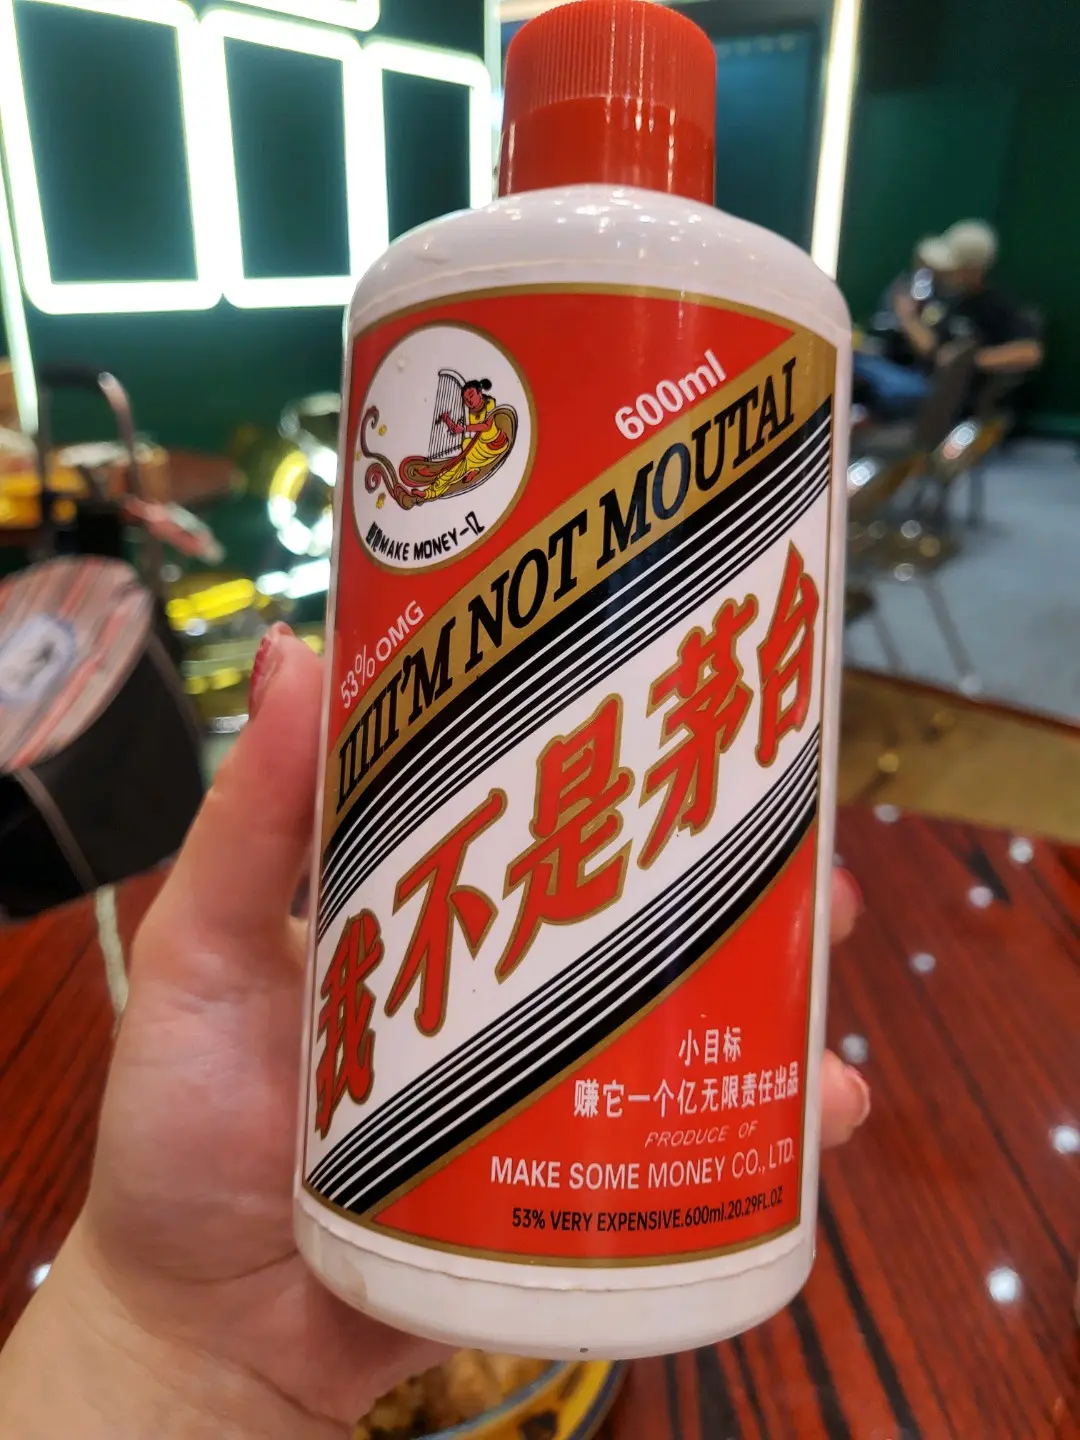 600ml
MAKE MONEY一亿
53% OMG
IIIII'M NOT MOUTAI
我不是茅台
小目标
赚它一个亿无限责任出品
PRODUCE OF
MAKE SOME MONEY CO., LTD.
53% VERY EXPENSIVE.600ml.20.29FL.OZ